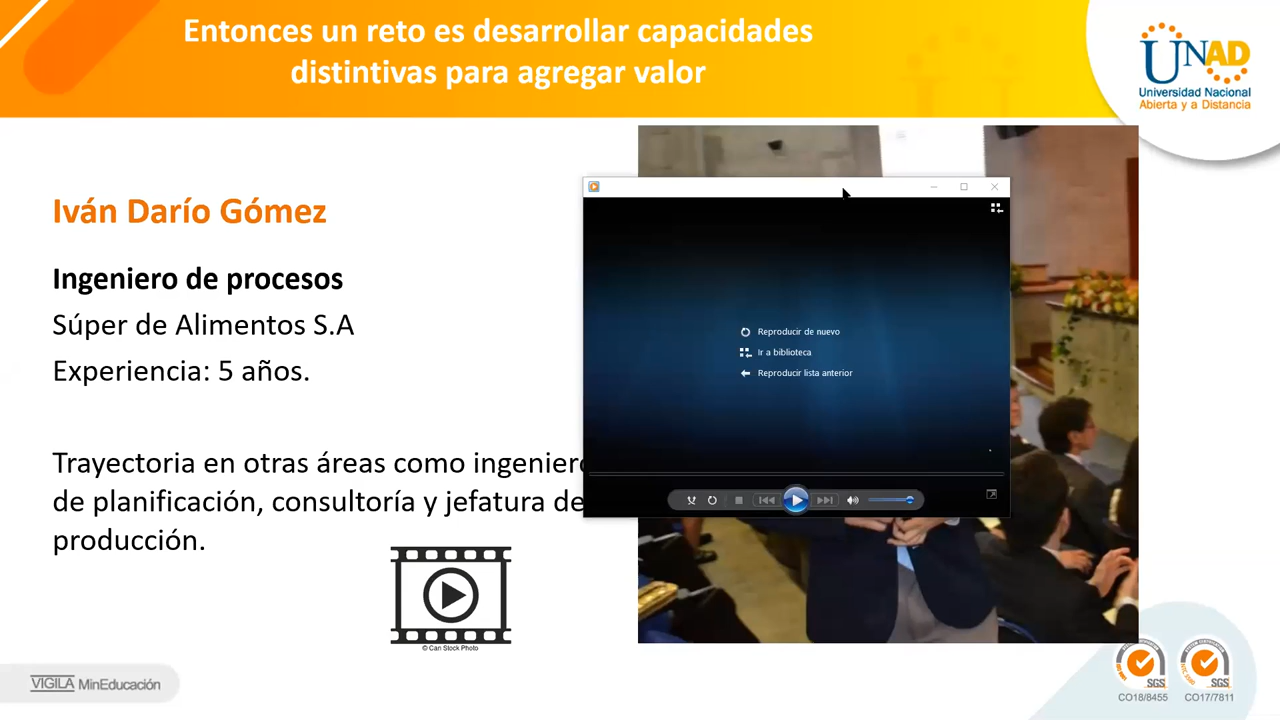 Entonces un reto es desarrollar capacidades
distintivas para agregar valor
UNAD
Universidad Nacional
Abierta y a Distancia
Iván Darío Gómez
Ingeniero de procesos
Súper de Alimentos S.A
Experiencia: 5 años.
Trayectoria en otras áreas como ingeniero
de planificación, consultoría y jefatura de
producción.
Reproducir de nuevo
Ir a biblioteca
Reproducir lista anterior
© Can Stock Photo
VIGILA MinEducación
SGS
SGS
CO18/8455
CO17/7811